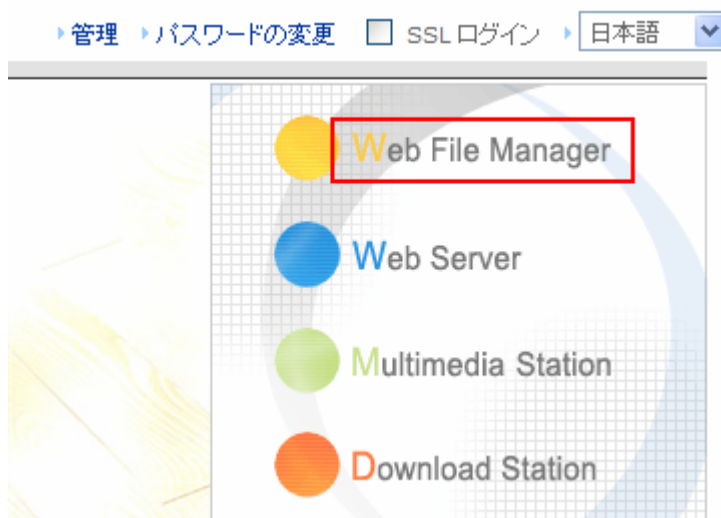 管理 パスワードの変更 SSL ログイン 日本語
Web File Manager
Web Server
Multimedia Station
Download Station